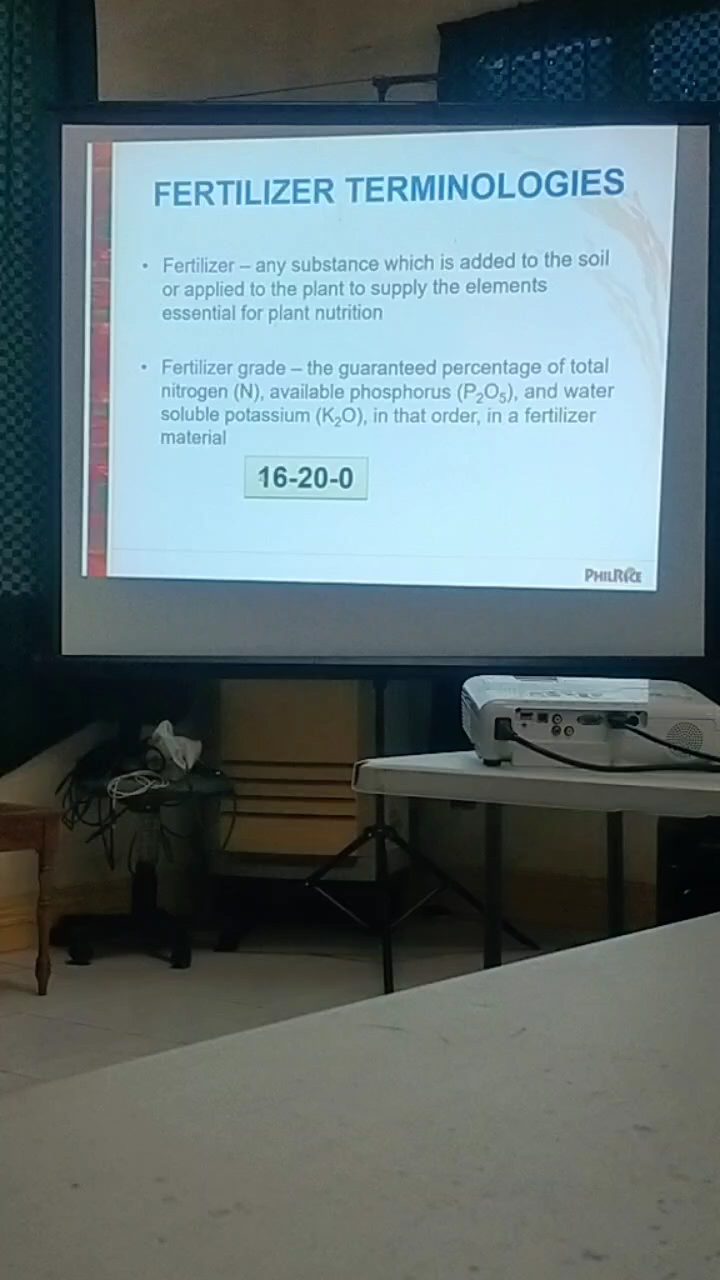 FERTILIZER TERMINOLOGIES
• Fertilizer – any substance which is added to the soil
or applied to the plant to supply the elements
essential for plant nutrition
• Fertilizer grade – the guaranteed percentage of total
nitrogen (N), available phosphorus (P₂O₅), and water
soluble potassium (K₂O), in that order, in a fertilizer
material
16-20-0
PHILRICE